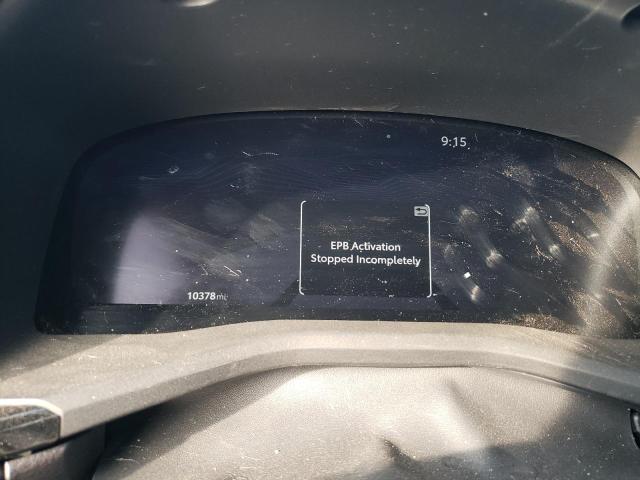 9:15
EPB Activation
Stopped Incompletely
10378mi